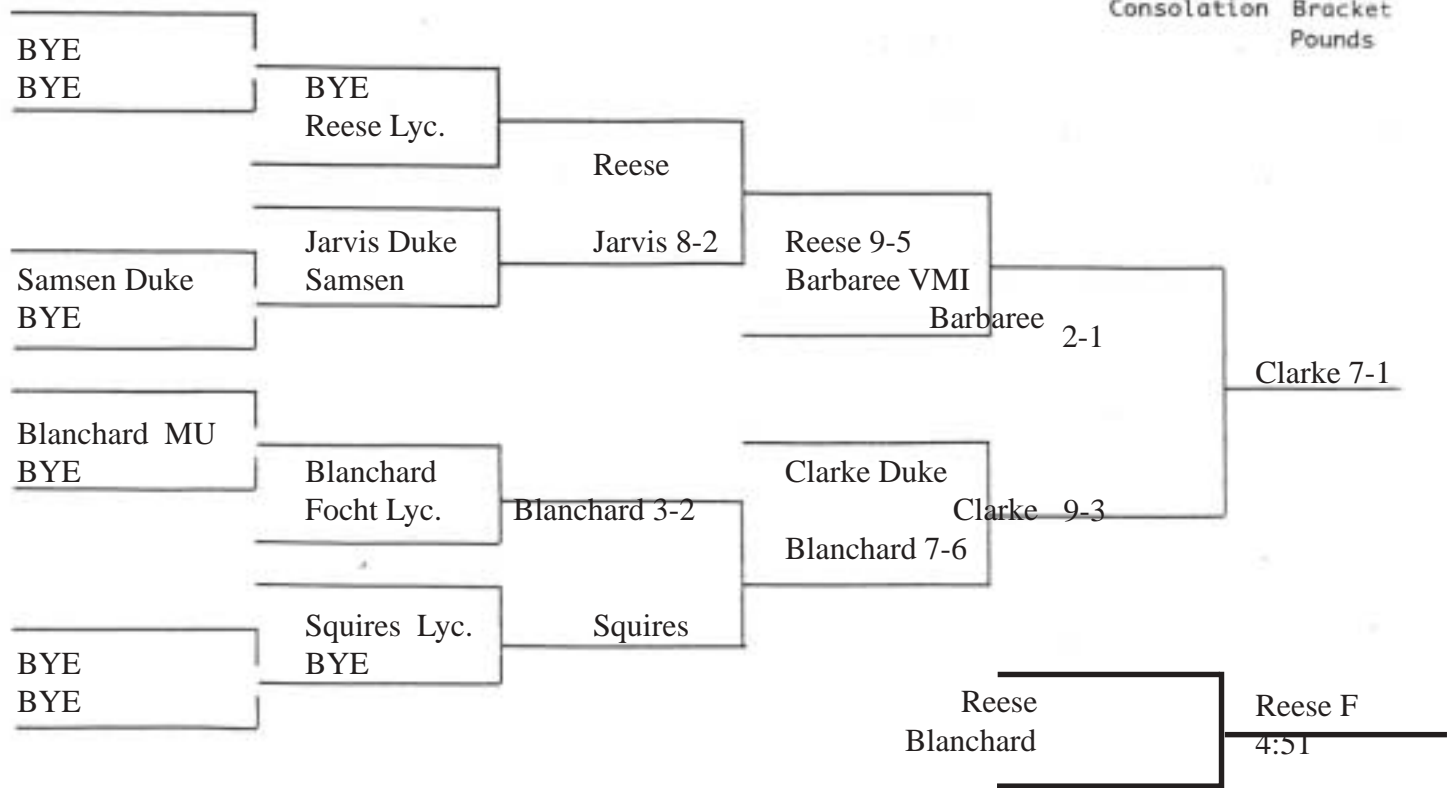 Consolation Bracket
Pounds
BYE
BYE
BYE
Reese Lyc.
Reese
Jarvis Duke
Samsen
Jarvis 8-2
Reese 9-5
Barbaree VMI
Samsen Duke
BYE
Barbaree 2-1
Clarke 7-1
Blanchard MU
BYE
Blanchard
Focht Lyc.
Blanchard 3-2
Clarke Duke
Clarke 9-3
Blanchard 7-6
Squires Lyc.
BYE
Squires
BYE
BYE
Reese
Blanchard
Reese F
4:51